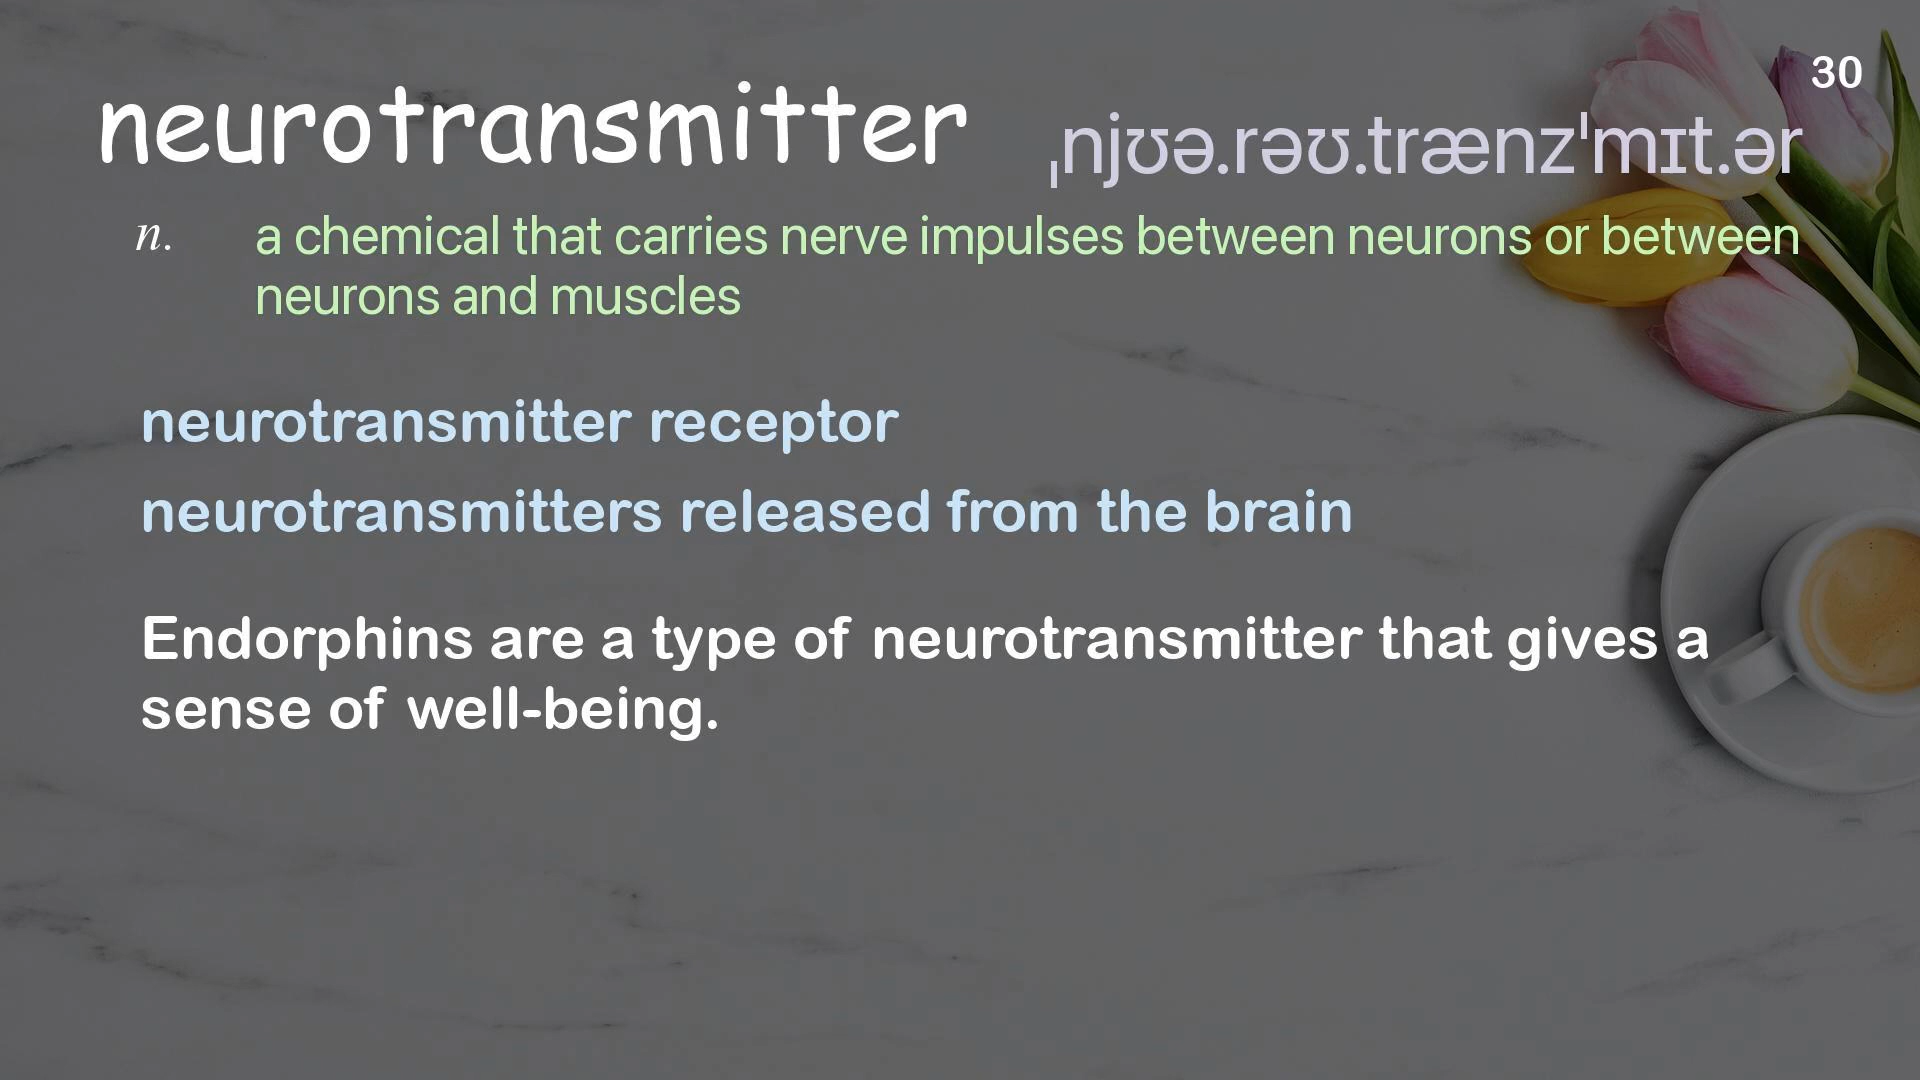 30
neurotransmitter ˌnjʊə.rəʊ.trænzˈmɪt.ər
n. a chemical that carries nerve impulses between neurons or between
neurons and muscles
neurotransmitter receptor
neurotransmitters released from the brain
Endorphins are a type of neurotransmitter that gives a
sense of well-being.